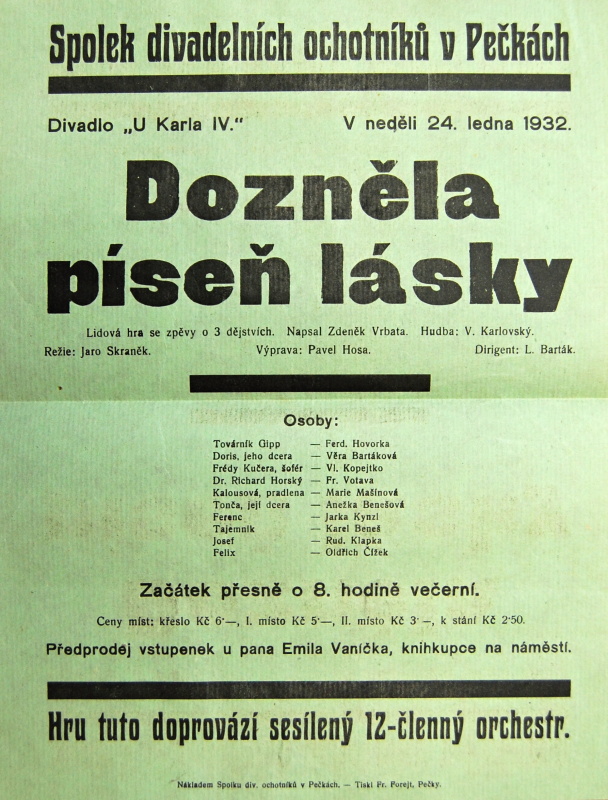 Spolek divadelních ochotníků v Pečkách
Divadlo „U Karla IV.“ V neděli 24. ledna 1932.
Dozněla
píseň lásky
Lidová hra se zpěvy o 3 dějstvích. Napsal Zdeněk Vrbata. Hudba: V. Karlovský.
Režie: Jaro Skraněk. Výprava: Pavel Hosa. Dirigent: L. Barták.
Osoby:
Továrník Gipp — Ferd. Hovorka
Doris, jeho dcera — Věra Bartáková
Frédy Kučera, šofér — Vl. Kopejtko
Dr. Richard Horský — Fr. Votava
Kalousová, pradlena — Marie Mašínová
Tonča, její dcera — Anežka Benešová
Ferenc — Jarka Kynzl
Tajemník — Karel Beneš
Josef — Rud. Klapka
Felix — Oldřich Čížek
Začátek přesně o 8. hodině večerní.
Ceny míst: křeslo Kč 6·—, I. místo Kč 5·—, II. místo Kč 3·—, k stání Kč 2·50.
Předprodej vstupenek u pana Emila Vaníčka, knihkupce na náměstí.
Hru tuto doprovází sesílený 12-členný orchestr.
Nákladem Spolku div. ochotníků v Pečkách. — Tiskl Fr. Forejt, Pečky.